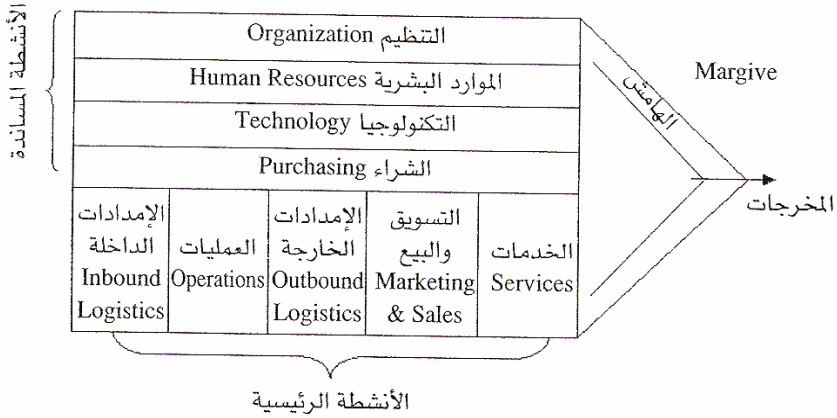 الأنشطة المساندة
التنظيم Organization
الموارد البشرية Human Resources
التكنولوجيا Technology
الشراء Purchasing
الإمدادات
الداخلة
Inbound
Logistics
العمليات
Operations
الإمدادات
الخارجة
Outbound
Logistics
التسويق
والبيع
Marketing
& Sales
الخدمات
Services
الهامش
Margive
المخرجات
الأنشطة الرئيسية